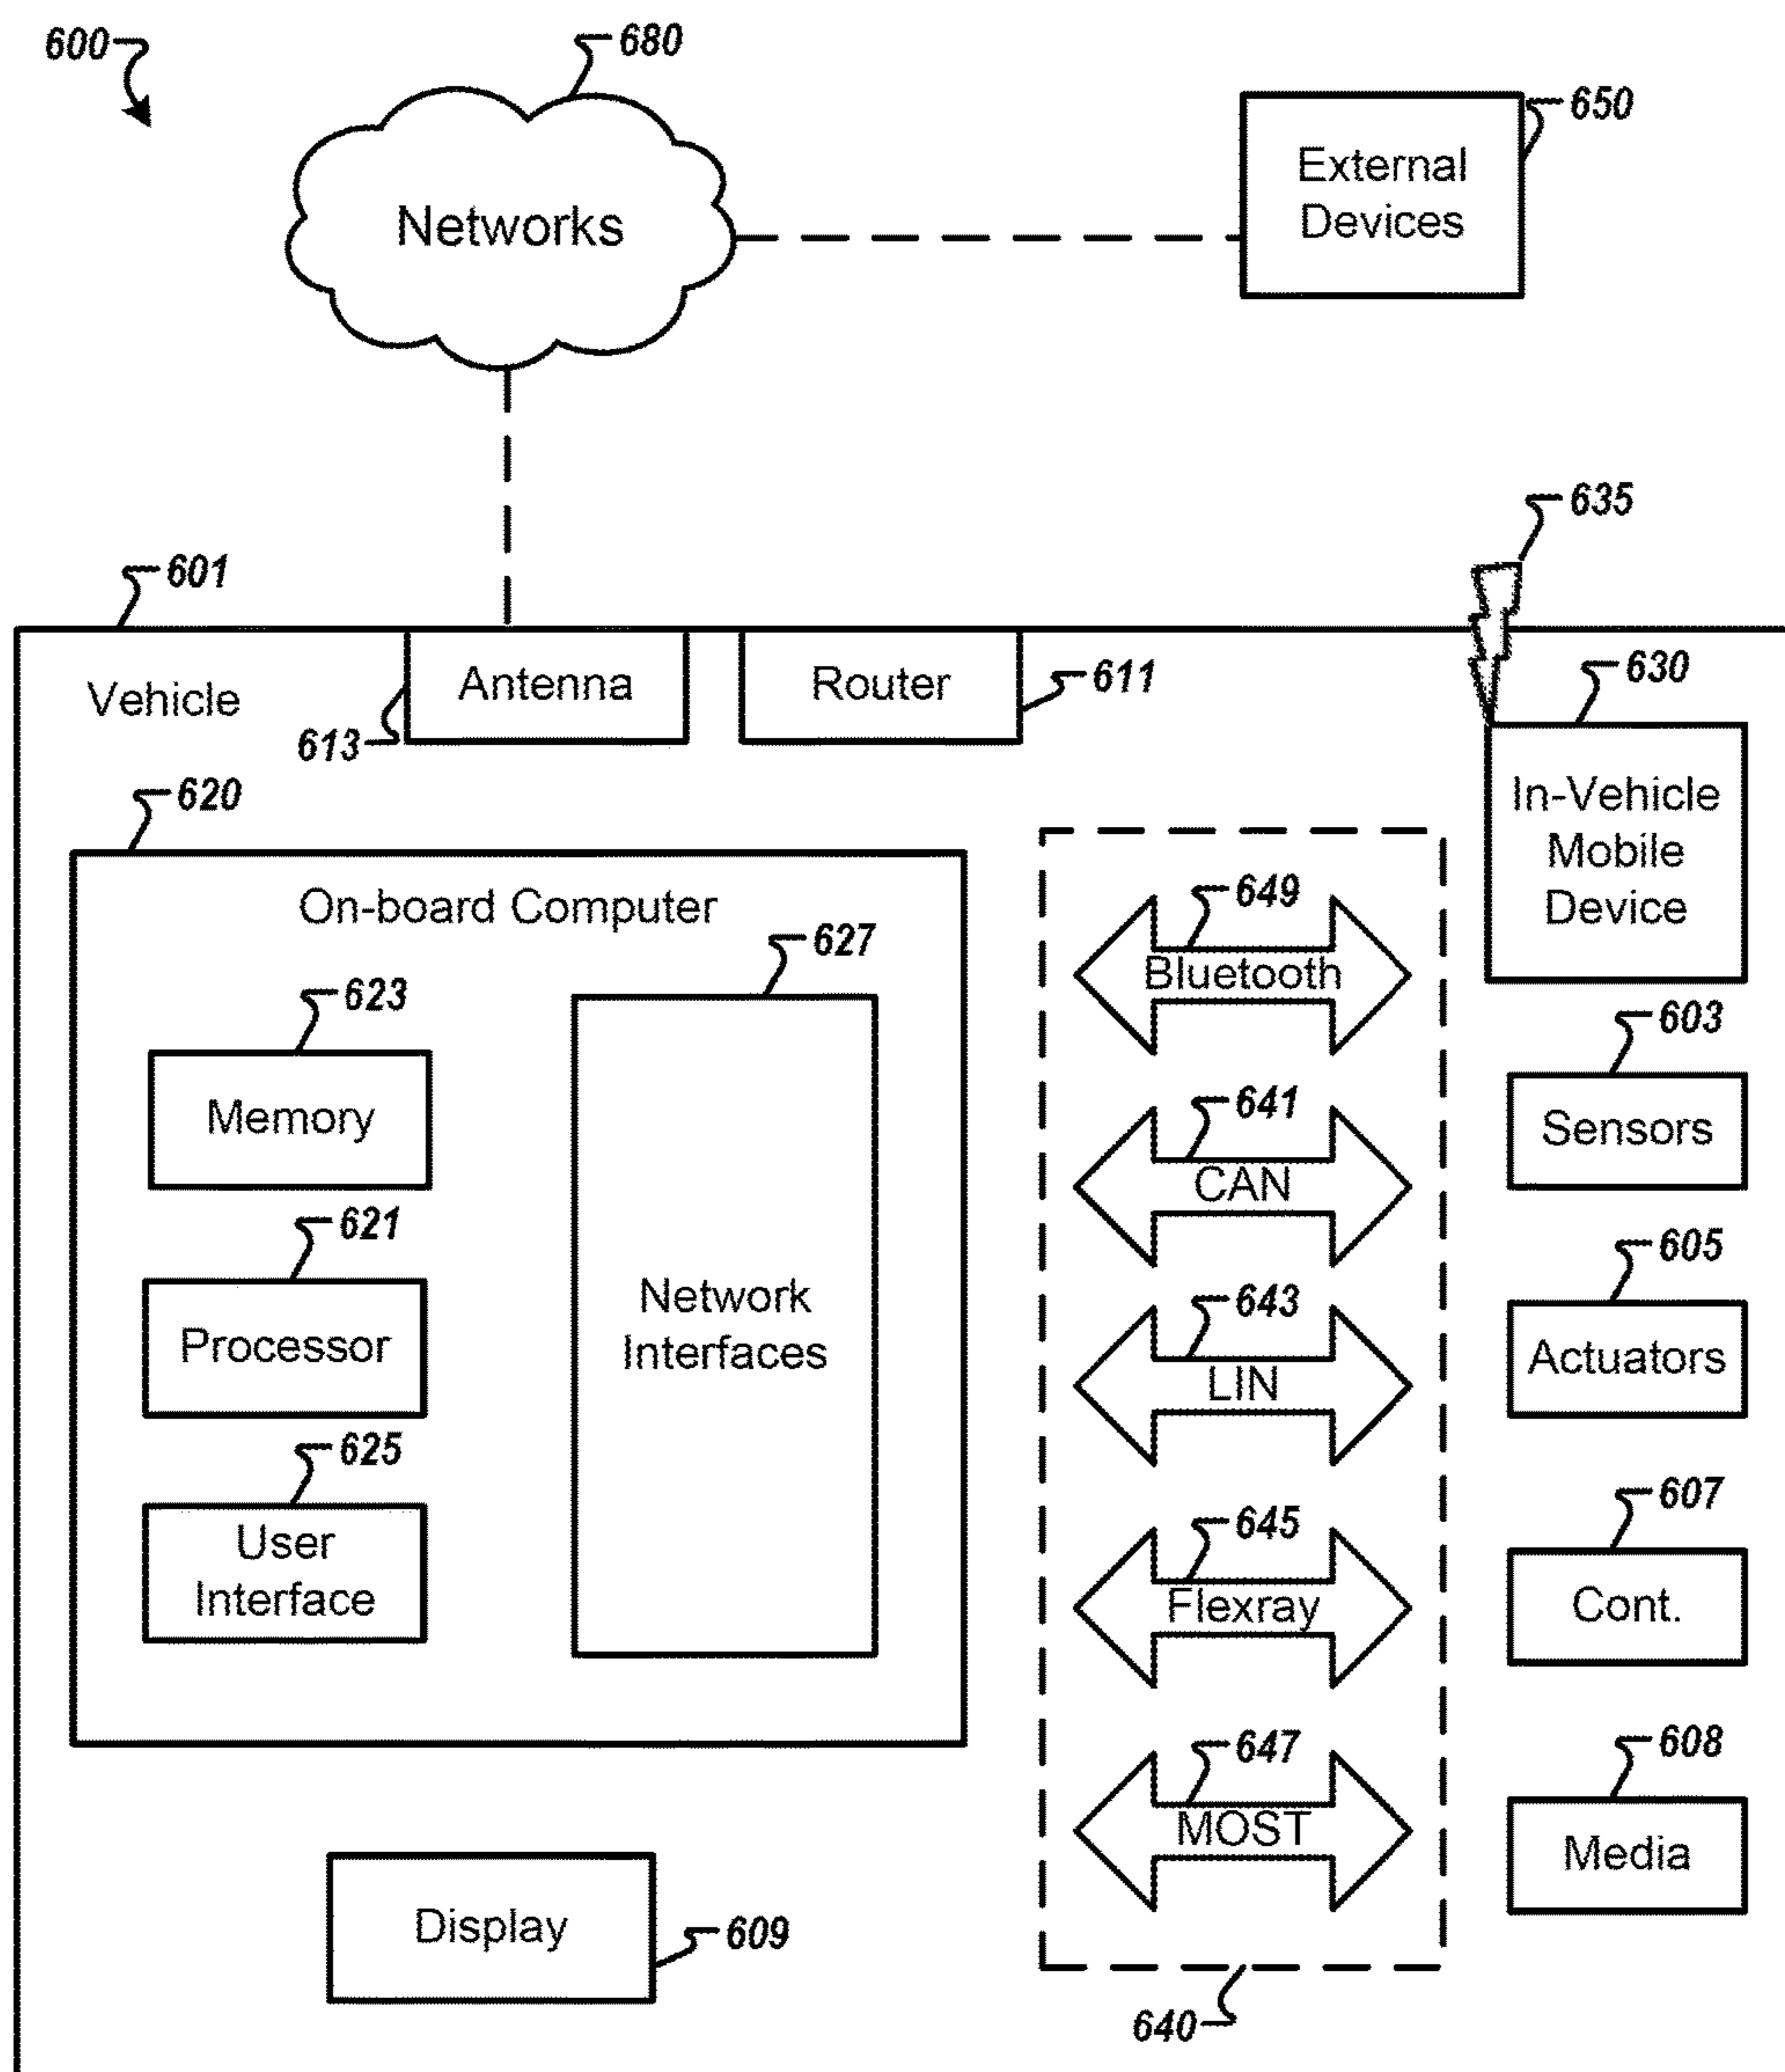 600
680
650
Networks
External
Devices
635
601
630
Vehicle
Antenna
Router
611
613
620
In-Vehicle
Mobile
Device
On-board Computer
649
627
Bluetooth
623
603
Memory
641
Sensors
CAN
621
605
Network
Interfaces
643
Processor
Actuators
LIN
625
607
645
User
Interface
Flexray
Cont.
647
608
MOST
Media
Display
609
640